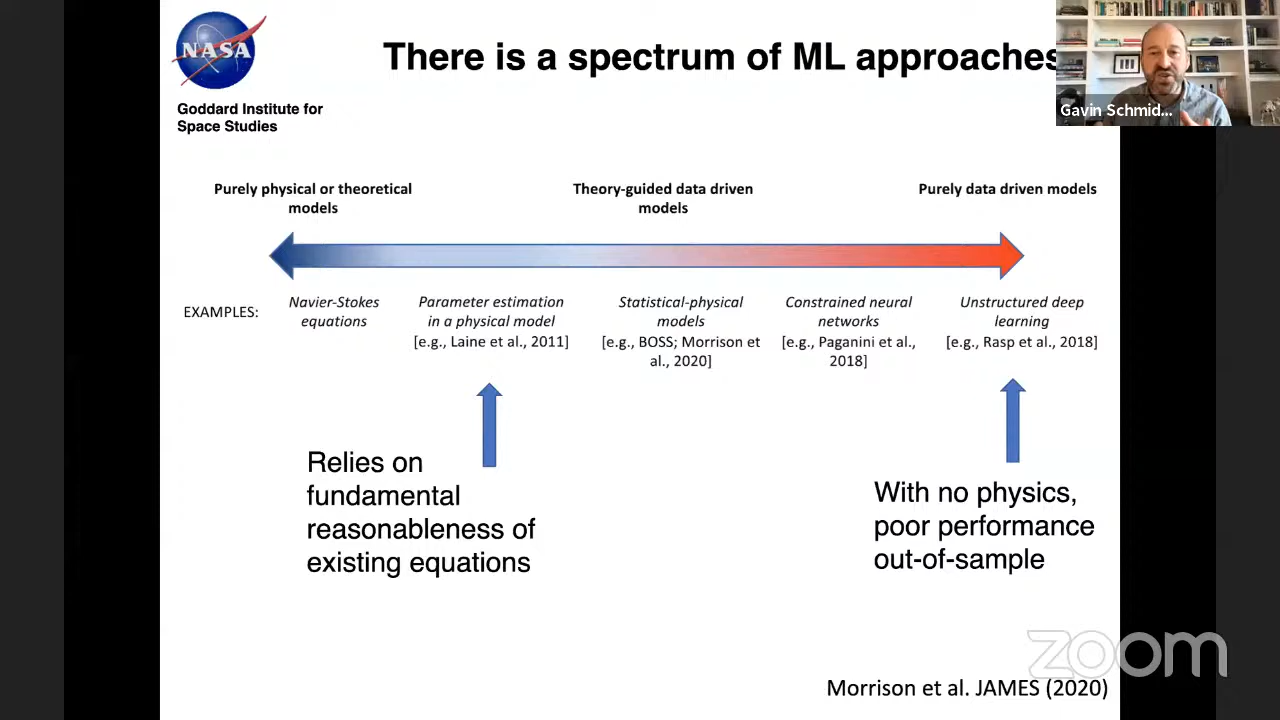 NASA
Goddard Institute for
Space Studies
There is a spectrum of ML approaches
Gavin Schmid...
Purely physical or theoretical
models
Theory-guided data driven
models
Purely data driven models
EXAMPLES:
Navier-Stokes
equations
Parameter estimation
in a physical model
[e.g., Laine et al., 2011]
Statistical-physical
models
[e.g., BOSS; Morrison et
al., 2020]
Constrained neural
networks
[e.g., Paganini et al.,
2018]
Unstructured deep
learning
[e.g., Rasp et al., 2018]
Relies on
fundamental
reasonableness of
existing equations
With no physics,
poor performance
out-of-sample
zoom
Morrison et al. JAMES (2020)